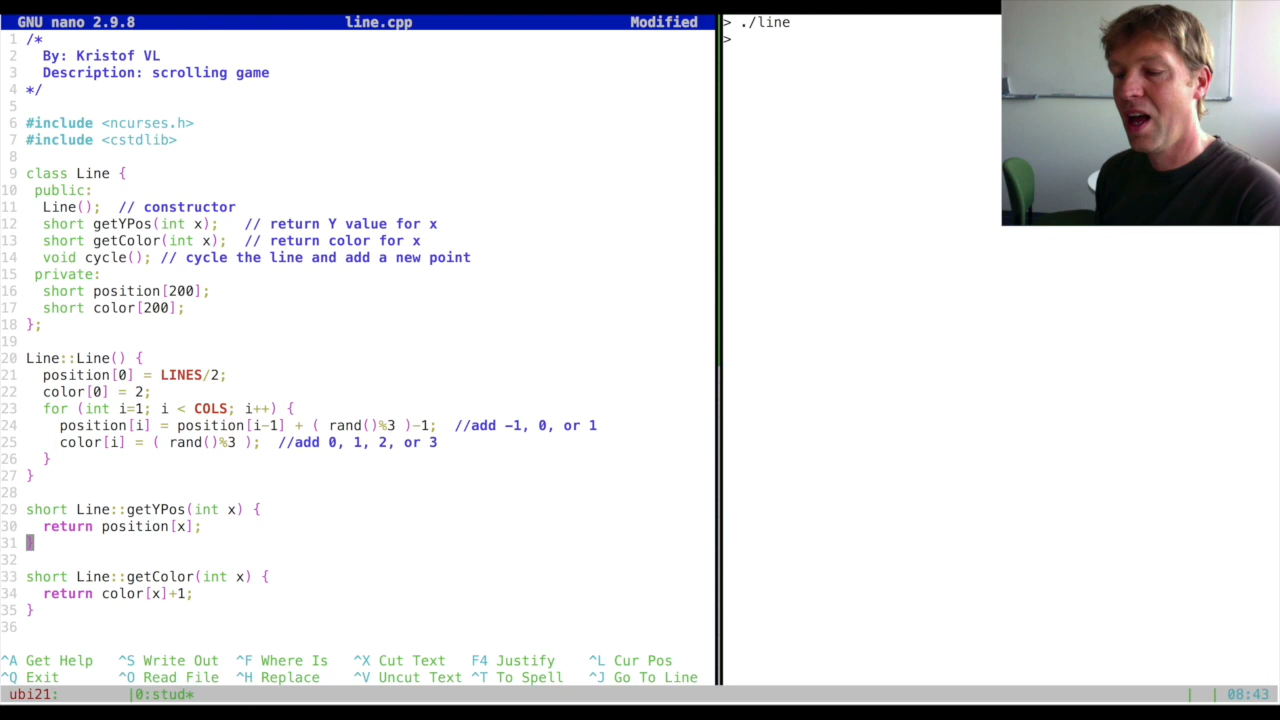 GNU nano 2.9.8 line.cpp Modified
1 /*
2 By: Kristof VL
3 Description: scrolling game
4 */
5
6 #include <ncurses.h>
7 #include <cstdlib>
8
9 class Line {
10 public:
11 Line(); // constructor
12 short getYPos(int x); // return Y value for x
13 short getColor(int x); // return color for x
14 void cycle(); // cycle the line and add a new point
15 private:
16 short position[200];
17 short color[200];
18 };
19
20 Line::Line() {
21 position[0] = LINES/2;
22 color[0] = 2;
23 for (int i=1; i < COLS; i++) {
24 position[i] = position[i-1] + ( rand()%3 )-1; //add -1, 0, or 1
25 color[i] = ( rand()%3 ); //add 0, 1, 2, or 3
26 }
27 }
28
29 short Line::getYPos(int x) {
30 return position[x];
31 }
32
33 short Line::getColor(int x) {
34 return color[x]+1;
35 }
36
^A Get Help ^S Write Out ^F Where Is ^X Cut Text F4 Justify ^L Cur Pos
^Q Exit ^O Read File ^H Replace ^V Uncut Text ^T To Spell ^J Go To Line
ubi21: |0:stud* | | 08:43
> ./line
>